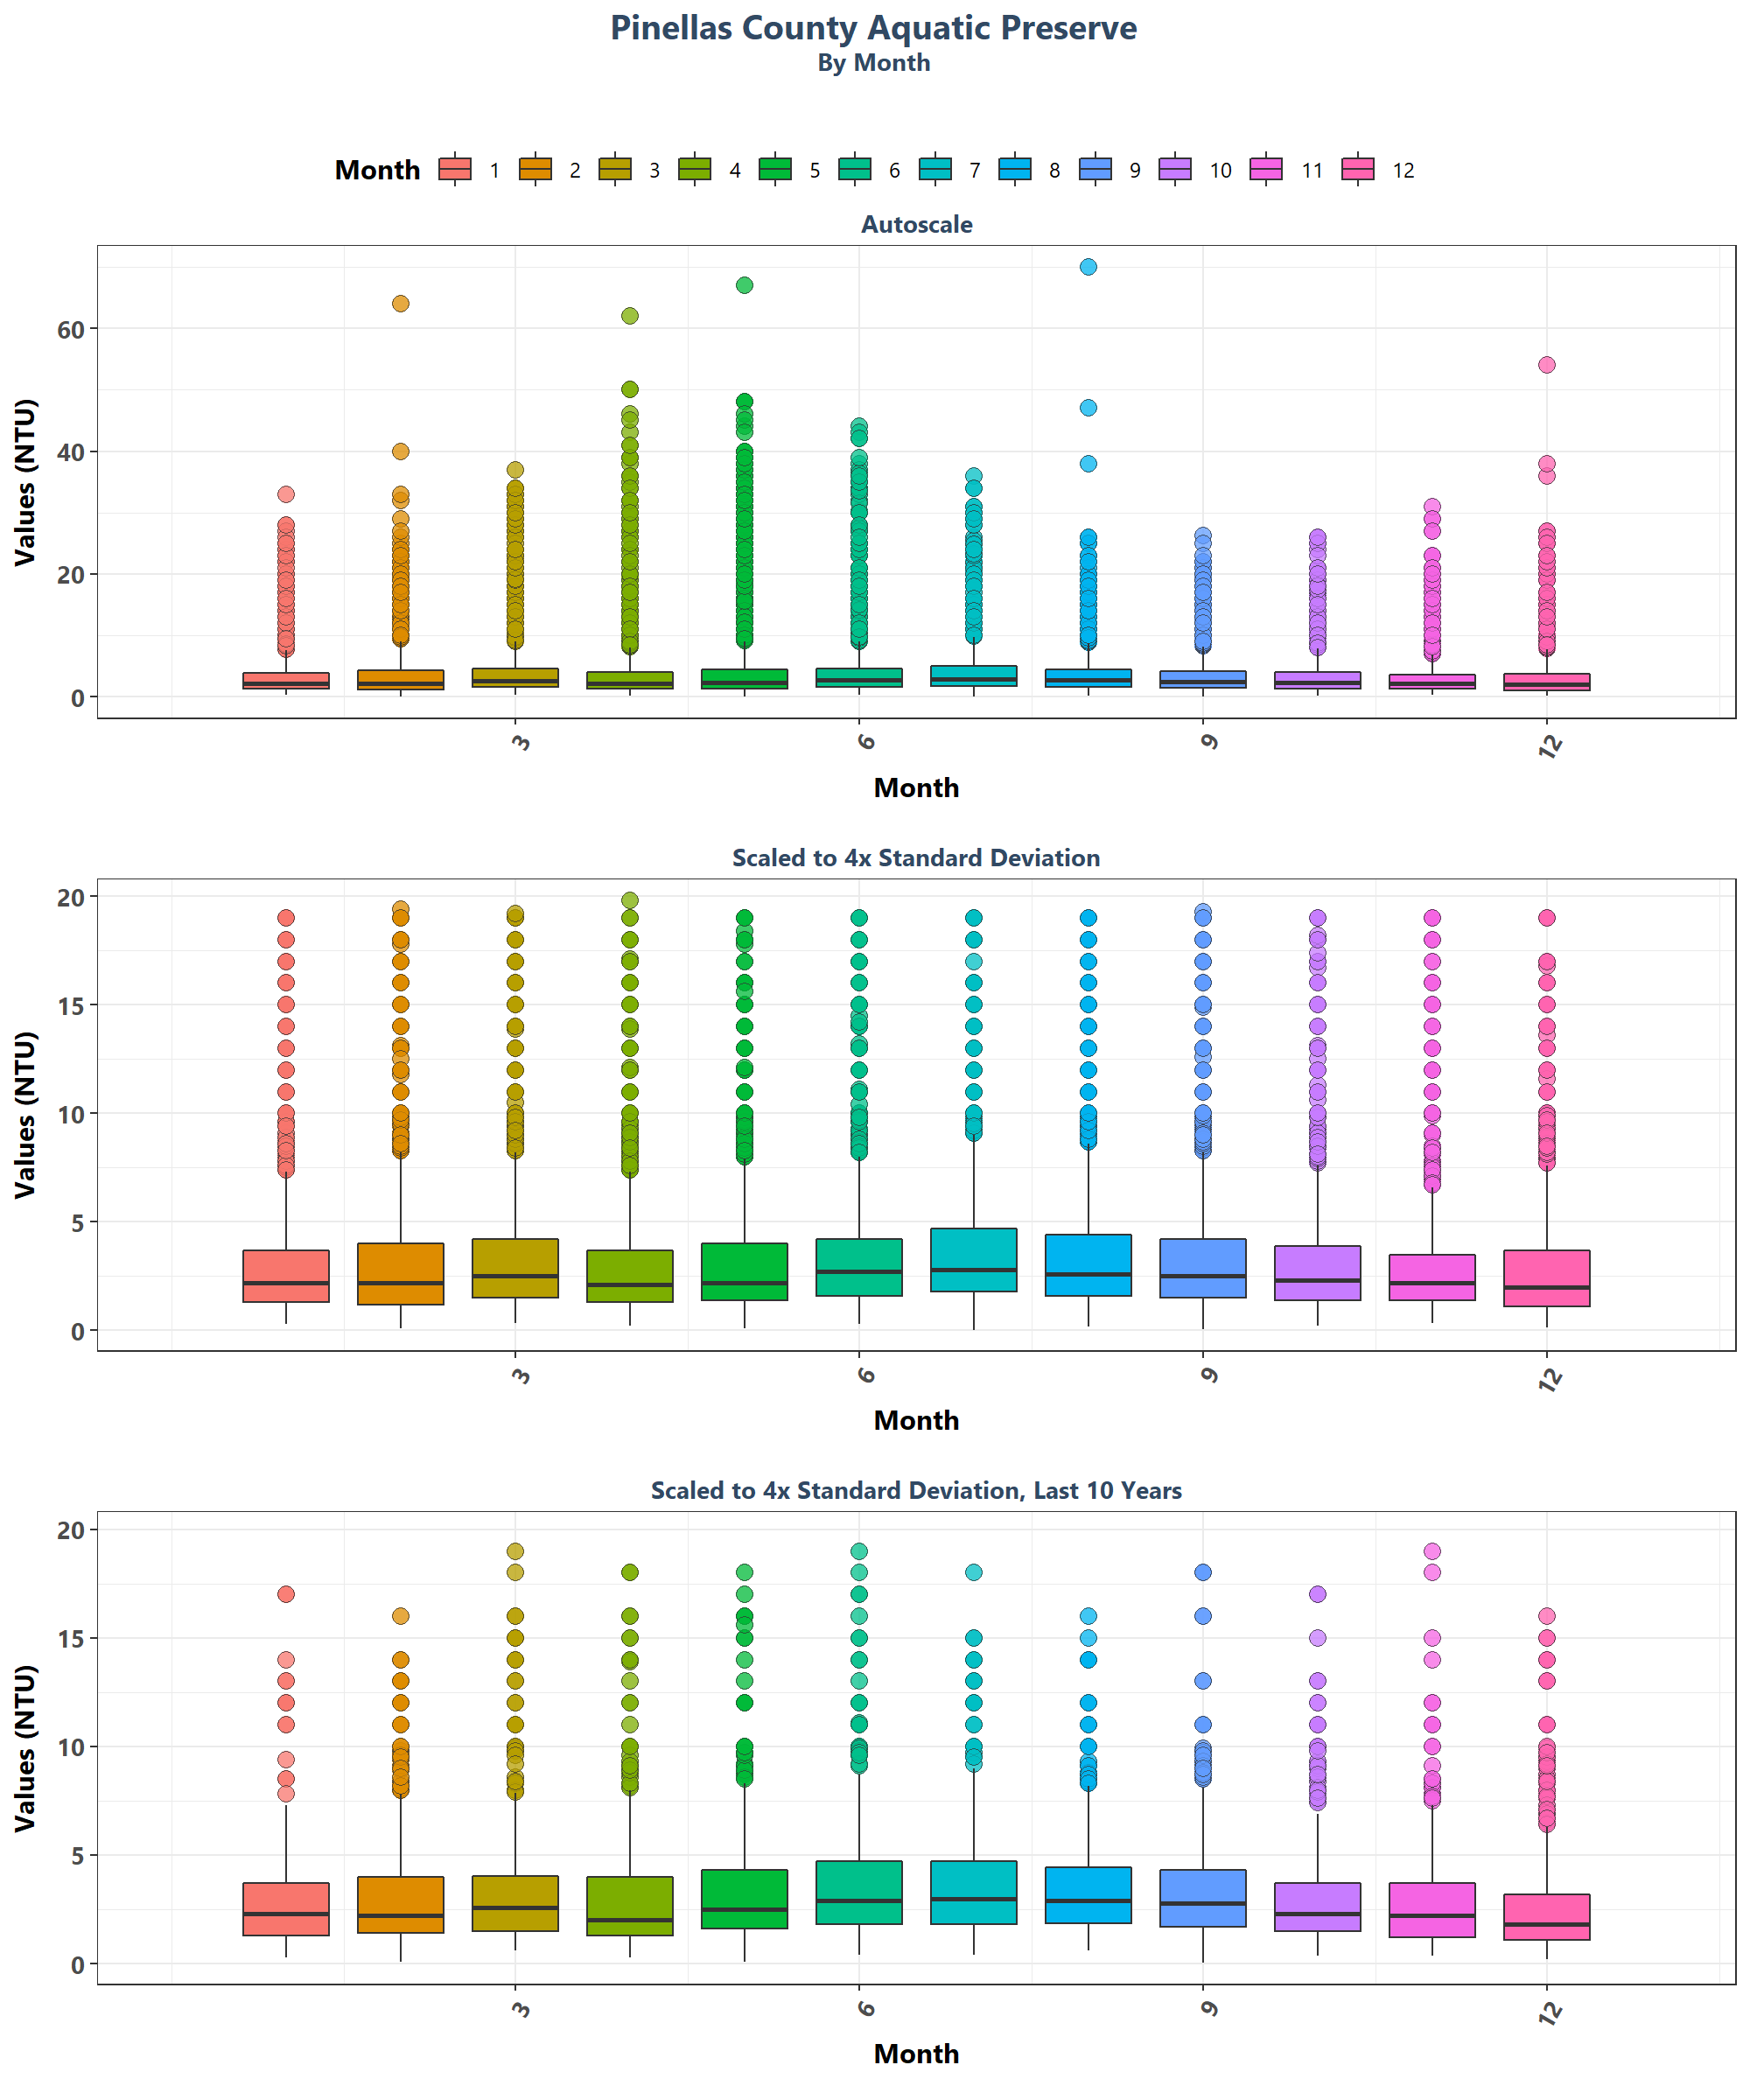 Pinellas County Aquatic Preserve
By Month
Month 1 2 3 4 5 6 7 8 9 10 11 12
Autoscale
Values (NTU)
60
40
20
0
3 6 9 12
Month
Scaled to 4x Standard Deviation
Values (NTU)
20
15
10
5
0
3 6 9 12
Month
Scaled to 4x Standard Deviation, Last 10 Years
Values (NTU)
20
15
10
5
0
3 6 9 12
Month